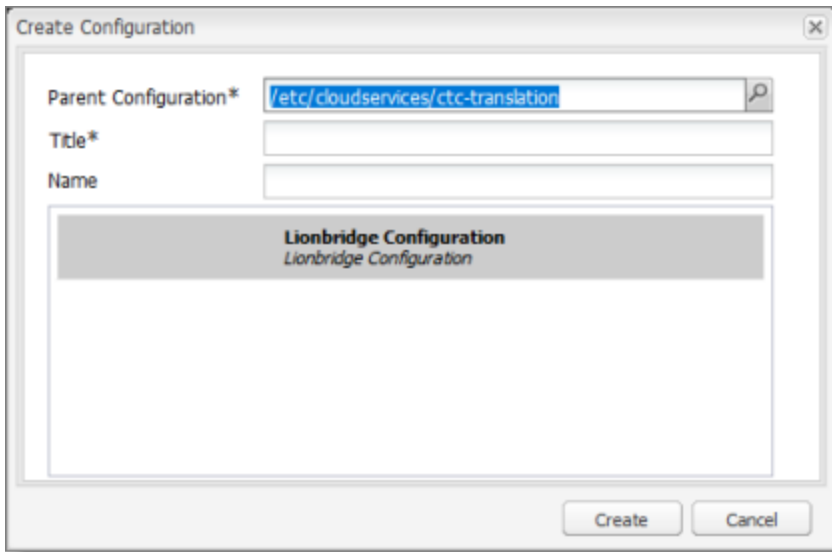 Create Configuration
Parent Configuration* /etc/cloudservices/ctc-translation
Title*
Name
Lionbridge Configuration
Lionbridge Configuration
Create Cancel